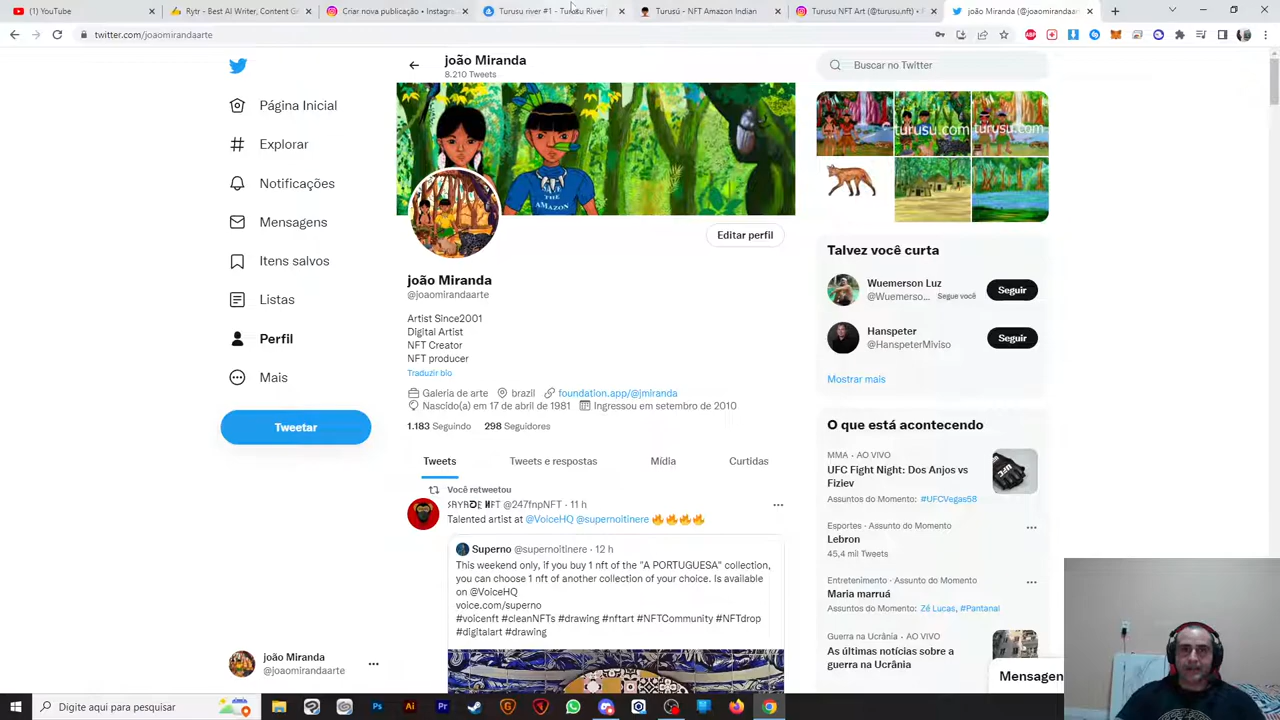 YouTube
Rytr - Best AI Writer, Content G
Criar nova publicação • Instagr
Turusu river #1 - Turusu River |
Turusú - NFT Amazon Indian
Turusu NFT Art (@turusu.nft) •
joão Miranda (@joaomiranda
twitter.com/joaomirandaarte
joão Miranda
8.210 Tweets
Buscar no Twitter
Página Inicial
Explorar
Notificações
Mensagens
Itens salvos
Listas
Perfil
Mais
Tweetar
THE
AMAZON
turusu.com
turusu.com
Editar perfil
joão Miranda
@joaomirandaarte
Artist Since2001
Digital Artist
NFT Creator
NFT producer
Traduzir bio
Galeria de arte brazil foundation.app/@jmiranda
Nascido(a) em 17 de abril de 1981 Ingressou em setembro de 2010
1.183 Seguindo 298 Seguidores
Tweets Tweets e respostas Mídia Curtidas
Você retweetou
@247fnpNFT · 11 h
Talented artist at @VoiceHQ @supernoitinere 🔥🔥🔥🔥
Superno @supernoitinere · 12 h
This weekend only, if you buy 1 nft of the "A PORTUGUESA" collection,
you can choose 1 nft of another collection of your choice. Is available
on @VoiceHQ
voice.com/superno
#voicenft #cleanNFTs #drawing #nftart #NFTCommunity #NFTdrop
#digitalart #drawing
Talvez você curta
Wuemerson Luz
@Wuemerso... Segue você
Seguir
Hanspeter
@HanspeterMlviso
Seguir
Mostrar mais
O que está acontecendo
MMA · AO VIVO
UFC Fight Night: Dos Anjos vs
Fiziev
Assuntos do Momento: #UFCVegas58
Esportes · Assunto do Momento
Lebron
45,4 mil Tweets
Entretenimento · Assunto do Momento
Maria marruá
Assuntos do Momento: Zé Lucas, #Pantanal
Guerra na Ucrânia · AO VIVO
As últimas notícias sobre a
guerra na Ucrânia
Mensagen
joão Miranda
@joaomirandaarte
Digite aqui para pesquisar